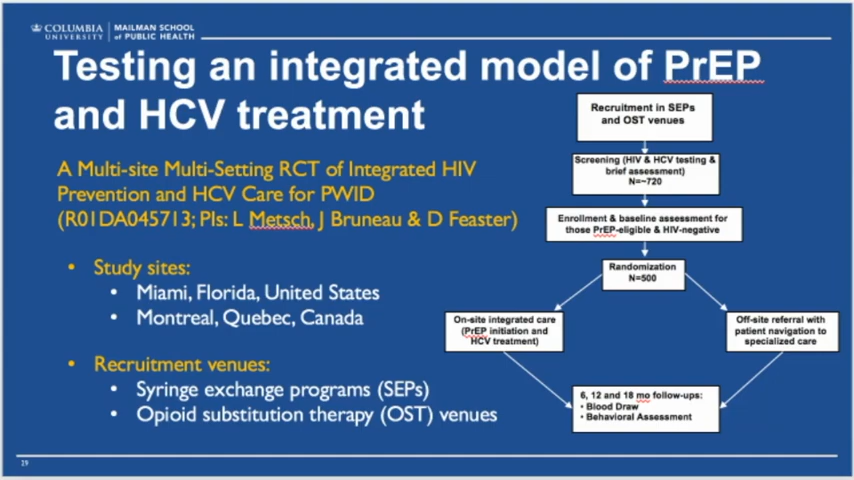 COLUMBIA
UNIVERSITY
MAILMAN SCHOOL
of PUBLIC HEALTH
Testing an integrated model of PrEP
and HCV treatment
A Multi-site Multi-Setting RCT of Integrated HIV
Prevention and HCV Care for PWID
(R01DA045713; PIs: L Metsch, J Bruneau & D Feaster)
• Study sites:
• Miami, Florida, United States
• Montreal, Quebec, Canada
• Recruitment venues:
• Syringe exchange programs (SEPs)
• Opioid substitution therapy (OST) venues
Recruitment in SEPs
and OST venues
Screening (HIV & HCV testing &
brief assessment)
N=~720
Enrollment & baseline assessment for
those PrEP-eligible & HIV-negative
Randomization
N=500
On-site integrated care
(PrEP initiation and
HCV treatment)
Off-site referral with
patient navigation to
specialized care
6, 12 and 18 mo follow-ups:
• Blood Draw
• Behavioral Assessment